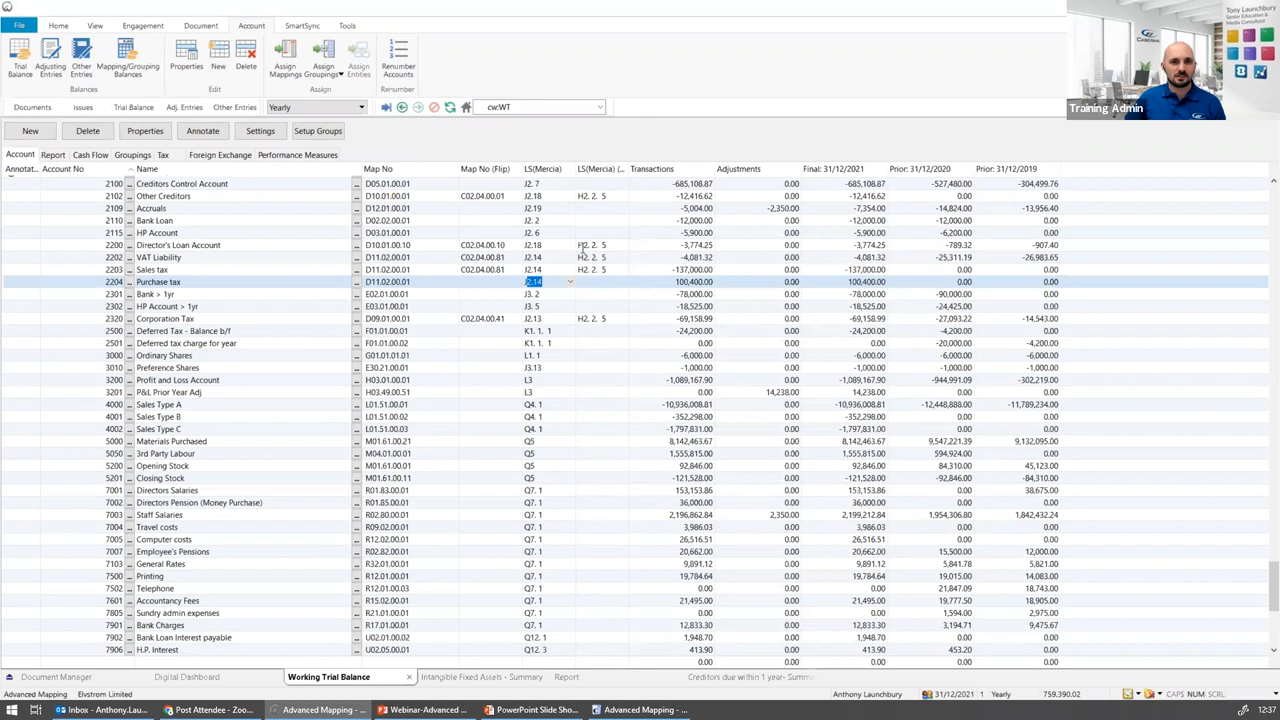 File Home View Engagement Document Account SmartSync Tools
Trial Balance Adjusting Entries Other Entries Mapping/Grouping Balances Properties New Delete Assign Mappings Assign Groupings Assign Entities Renumber Accounts
Balances Edit Assign Renumber
Documents Issues Trial Balance Adj. Entries Other Entries Yearly cw:WT
New Delete Properties Annotate Settings Setup Groups
Account Report Cash Flow Groupings Tax Foreign Exchange Performance Measures
Annotat... Account No Name Map No Map No (Flip) LS(Mercia) LS(Mercia) (... Transactions Adjustments Final: 31/12/2021 Prior: 31/12/2020 Prior: 31/12/2019
2100 ... Creditors Control Account ... D05.01.00.01 J2. 7 -685,108.87 0.00 -685,108.87 -527,480.00 -304,499.76
2102 ... Other Creditors ... D10.01.00.01 C02.04.00.01 J2.18 H2. 2. 5 -12,416.62 0.00 -12,416.62 0.00 0.00
2109 ... Accruals ... D12.01.00.01 J2.19 -5,004.00 -2,350.00 -7,354.00 -14,824.00 -13,956.40
2110 ... Bank Loan ... D02.02.00.01 J2. 2 -12,000.00 0.00 -12,000.00 -12,000.00 0.00
2115 ... HP Account ... D03.01.00.01 J2. 6 -5,900.00 0.00 -5,900.00 -6,200.00 0.00
2200 ... Director's Loan Account ... D10.01.00.10 C02.04.00.10 J2.18 H2. 2. 5 -3,774.25 0.00 -3,774.25 -789.32 -907.40
2202 ... VAT Liability ... D11.02.00.01 C02.04.00.81 J2.14 H2. 2. 5 -4,081.32 0.00 -4,081.32 -25,311.19 -26,983.65
2203 ... Sales tax ... D11.02.00.01 C02.04.00.81 J2.14 H2. 2. 5 -137,000.00 0.00 -137,000.00 0.00 0.00
2204 ... Purchase tax ... D11.02.00.01 J2.14 100,400.00 0.00 100,400.00 0.00 0.00
2301 ... Bank > 1yr ... E02.01.00.01 J3. 2 -78,000.00 0.00 -78,000.00 -90,000.00 0.00
2302 ... HP Account > 1yr ... E03.01.00.01 J3. 5 -18,525.00 0.00 -18,525.00 -24,425.00 0.00
2320 ... Corporation Tax ... D09.01.00.01 C02.04.00.41 J2.13 H2. 2. 5 -69,158.99 0.00 -69,158.99 -27,093.22 -14,543.00
2500 ... Deferred Tax - Balance b/f ... F01.01.00.01 K1. 1. 1 -24,200.00 0.00 -24,200.00 -4,200.00 0.00
2501 ... Deferred tax charge for year ... F01.01.00.02 K1. 1. 1 0.00 0.00 0.00 -20,000.00 -4,200.00
3000 ... Ordinary Shares ... G01.01.01.01 L1. 1 -6,000.00 0.00 -6,000.00 -6,000.00 -6,000.00
3010 ... Preference Shares ... E30.21.00.01 J3.13 -1,000.00 0.00 -1,000.00 -1,000.00 -1,000.00
3200 ... Profit and Loss Account ... H03.01.00.01 L3 -1,089,167.90 0.00 -1,089,167.90 -944,991.09 -302,219.00
3201 ... P&L Prior Year Adj ... H03.49.00.51 L3 0.00 14,238.00 14,238.00 0.00 0.00
4000 ... Sales Type A ... L01.51.00.01 Q4. 1 -10,936,008.81 0.00 -10,936,008.81 -12,448,888.00 -11,789,234.00
4001 ... Sales Type B ... L01.51.00.02 Q4. 1 -352,298.00 0.00 -352,298.00 0.00 0.00
4002 ... Sales Type C ... L01.51.00.03 Q4. 1 -1,797,831.00 0.00 -1,797,831.00 0.00 0.00
5000 ... Materials Purchased ... M01.61.00.21 Q5 8,142,463.67 0.00 8,142,463.67 9,547,221.39 9,132,095.00
5050 ... 3rd Party Labour ... M04.01.00.01 Q5 1,555,815.00 0.00 1,555,815.00 594,924.00 0.00
5200 ... Opening Stock ... M01.61.00.01 Q5 92,846.00 0.00 92,846.00 84,310.00 45,123.00
5201 ... Closing Stock ... M01.61.00.11 Q5 -121,528.00 0.00 -121,528.00 -92,846.00 -84,310.00
7001 ... Directors Salaries ... R01.83.00.01 Q7. 1 153,153.86 0.00 153,153.86 0.00 38,675.00
7002 ... Directors Pension (Money Purchase) ... R01.85.00.01 Q7. 1 36,000.00 0.00 36,000.00 0.00 0.00
7003 ... Staff Salaries ... R02.80.00.01 Q7. 1 2,196,862.84 2,350.00 2,199,212.84 1,954,306.80 1,842,432.24
7004 ... Travel costs ... R09.02.00.01 Q7. 1 3,986.03 0.00 3,986.03 0.00 0.00
7005 ... Computer costs ... R12.02.00.01 Q7. 1 26,516.51 0.00 26,516.51 0.00 0.00
7007 ... Employee's Pensions ... R02.82.00.01 Q7. 1 20,662.00 0.00 20,662.00 15,500.00 12,000.00
7103 ... General Rates ... R32.01.00.01 Q7. 1 9,891.12 0.00 9,891.12 5,841.78 5,821.00
7500 ... Printing ... R12.01.00.01 Q7. 1 19,784.64 0.00 19,784.64 19,015.00 14,083.00
7502 ... Telephone ... R12.01.00.03 Q7. 1 0.00 0.00 0.00 21,847.09 18,743.00
7601 ... Accountancy Fees ... R15.02.00.01 Q7. 1 21,495.00 0.00 21,495.00 19,777.50 18,905.00
7805 ... Sundry admin expenses ... R21.01.00.01 Q7. 1 0.00 0.00 0.00 1,594.00 2,975.00
7901 ... Bank Charges ... R17.01.00.01 Q7. 1 12,833.30 0.00 12,833.30 3,194.71 9,475.67
7902 ... Bank Loan Interest payable ... U02.01.00.02 Q12. 1 1,948.70 0.00 1,948.70 0.00 0.00
7906 ... H.P. Interest ... U02.05.00.01 Q12. 3 413.90 0.00 413.90 453.20 0.00
0.00 0.00 0.00 0.00 0.00
Document Manager Digital Dashboard Working Trial Balance Intangible Fixed Assets - Summary Report Creditors due within 1 year- Summa
Advanced Mapping Elvstrom Limited Anthony Launchbury 31/12/2021 1 Yearly 759,390.02 CAPS NUM SCRL
Inbox - Anthony.Lau... Post Attendee - Zoo... Advanced Mapping -... Webinar-Advanced ... PowerPoint Slide Sho... Advanced Mapping -... 12:37
Tony Launchbury
Senior Education &
Media Consultant
Training Admin